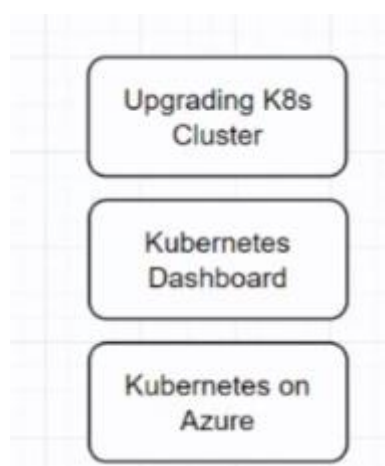 Upgrading K8s
Cluster
Kubernetes
Dashboard
Kubernetes on
Azure